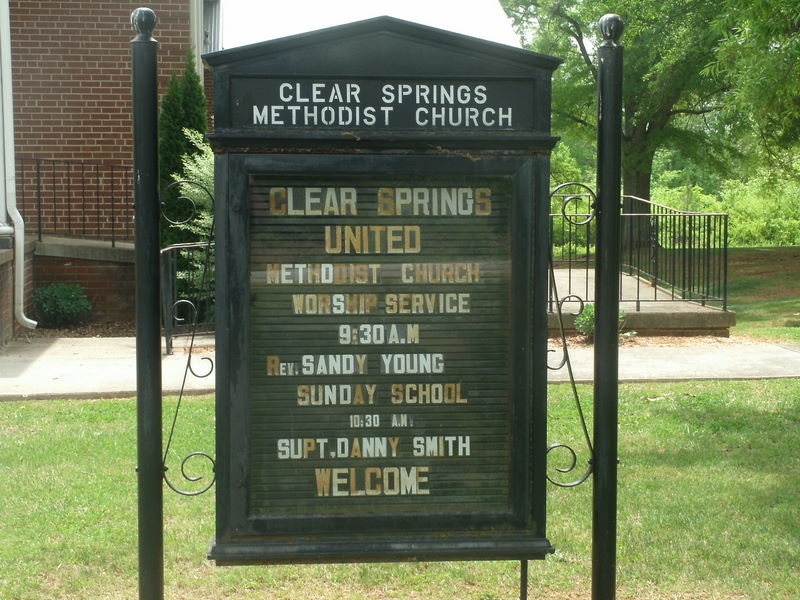 CLEAR SPRINGS
METHODIST CHURCH
CLEAR SPRINGS
UNITED
METHODIST CHURCH
WORSHIP SERVICE
9:30 A.M
REV. SANDY YOUNG
SUNDAY SCHOOL
10:30 A.M.
SUPT. DANNY SMITH
WELCOME